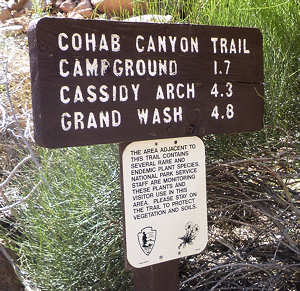 COHAB CANYON TRAIL
CAMPGROUND 1.7
CASSIDY ARCH 4.3
GRAND WASH 4.8
THE AREA ADJACENT TO
THIS TRAIL CONTAINS
SEVERAL RARE AND
ENDEMIC PLANT SPECIES.
NATIONAL PARK SERVICE
STAFF ARE MONITORING
THESE PLANTS AND
VISITOR USE IN THIS
AREA. PLEASE STAY ON
THE TRAIL TO PROTECT
VEGETATION AND SOILS.